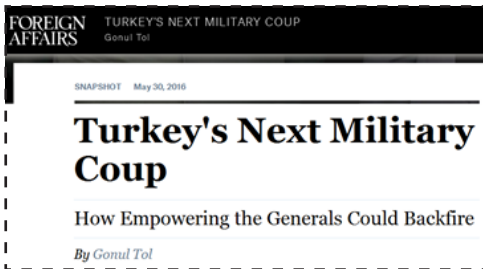 FOREIGN
AFFAIRS
TURKEY'S NEXT MILITARY COUP
Gonul Tol
SNAPSHOT May 30, 2016
Turkey's Next Military
Coup
How Empowering the Generals Could Backfire
By Gonul Tol